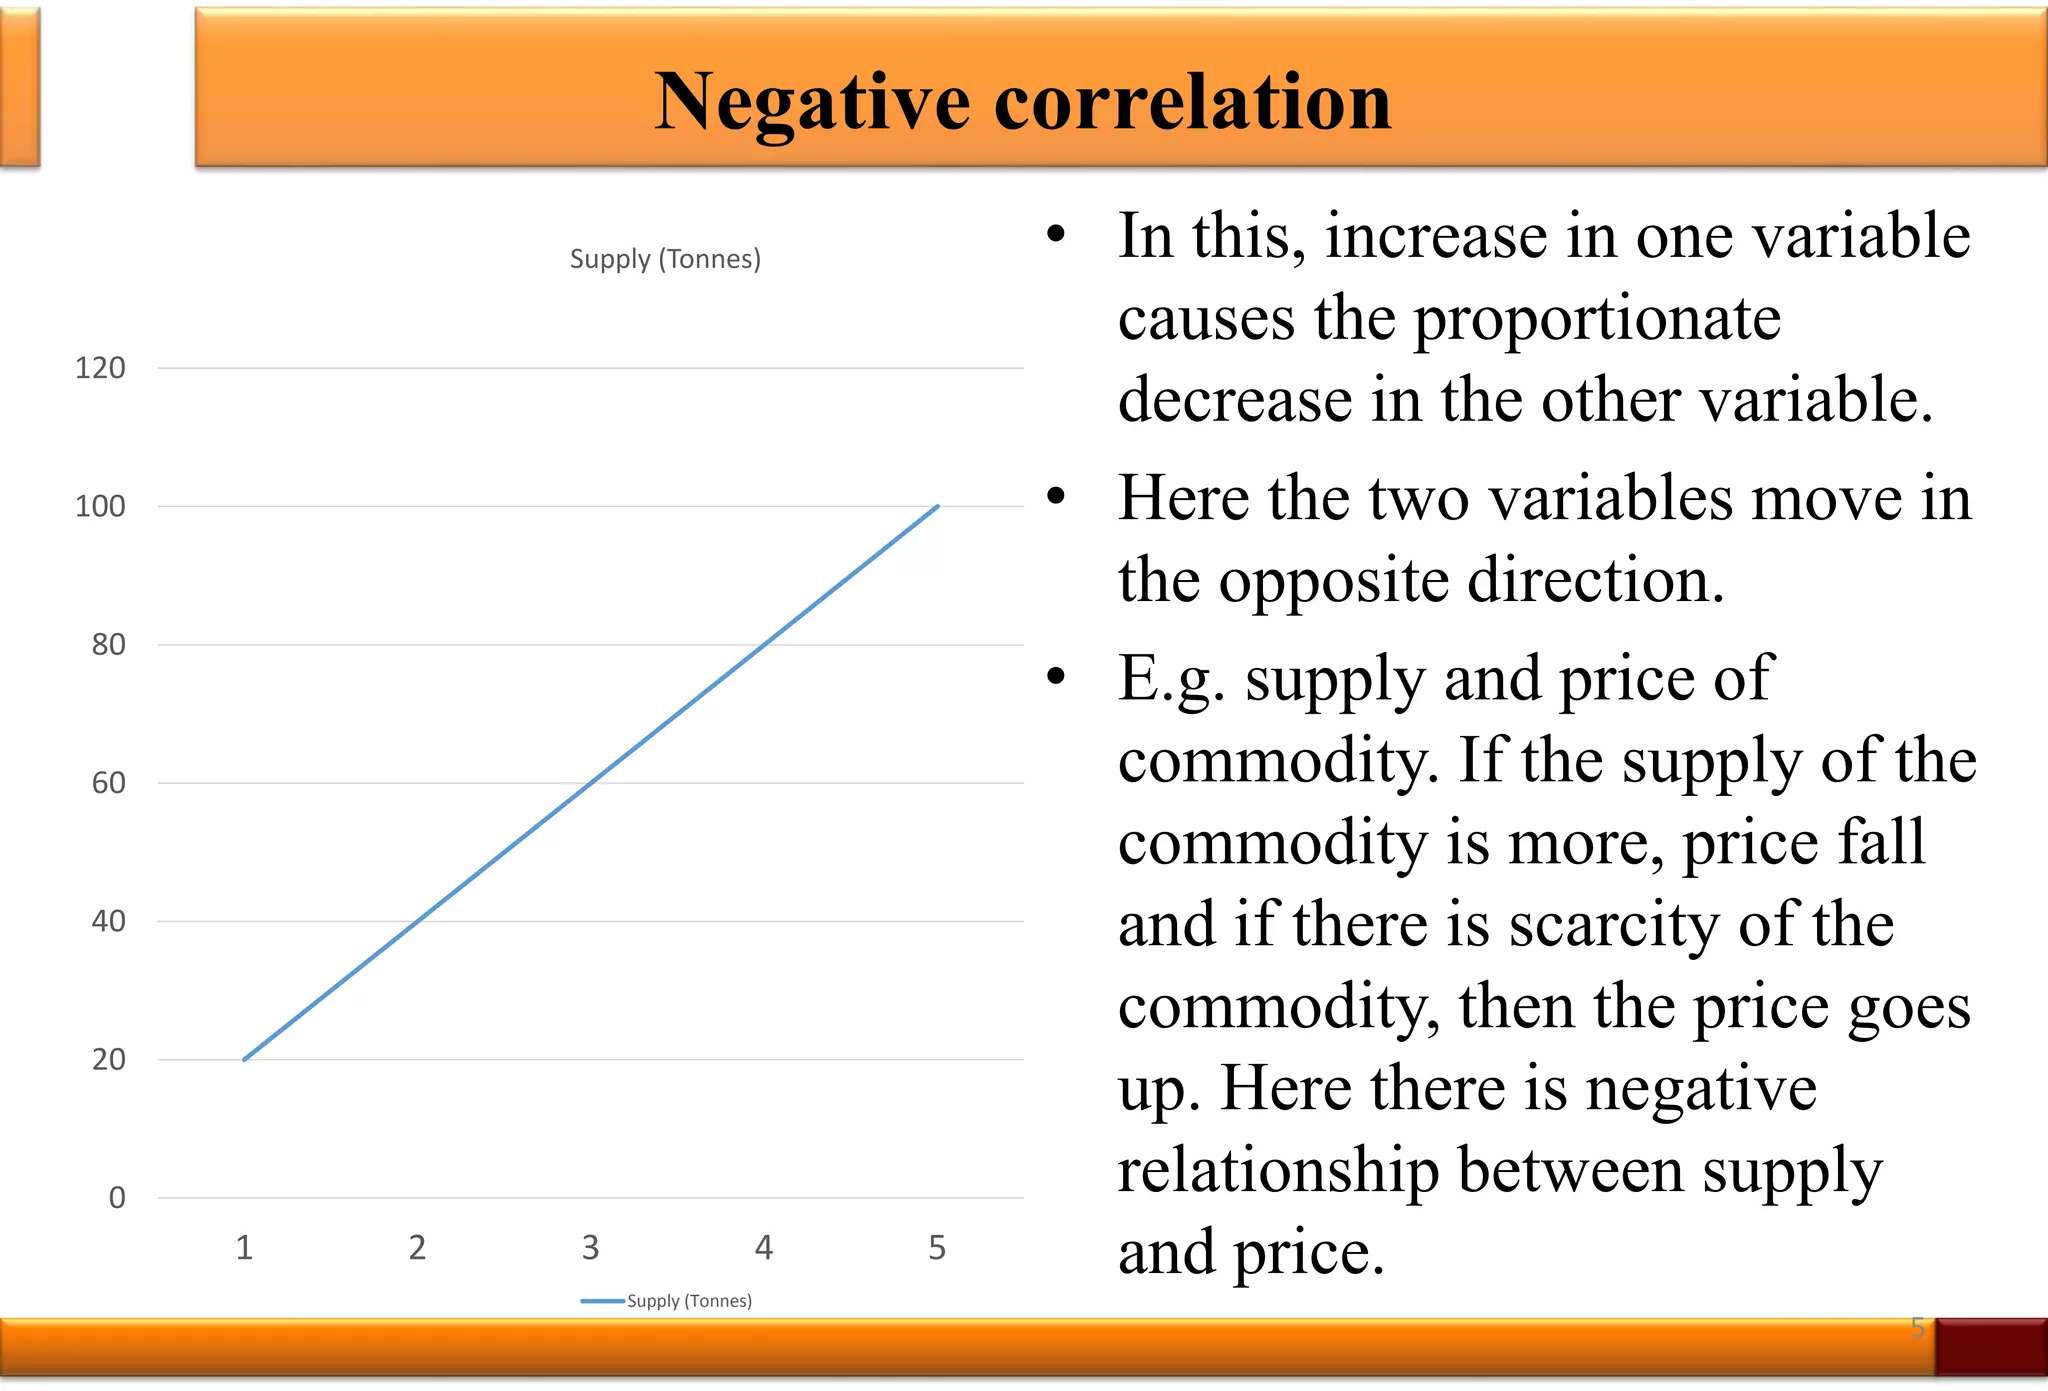 Negative correlation
Supply (Tonnes)
120
100
80
60
40
20
0
1 2 3 4 5
Supply (Tonnes)
• In this, increase in one variable
causes the proportionate
decrease in the other variable.
• Here the two variables move in
the opposite direction.
• E.g. supply and price of
commodity. If the supply of the
commodity is more, price fall
and if there is scarcity of the
commodity, then the price goes
up. Here there is negative
relationship between supply
and price.
5